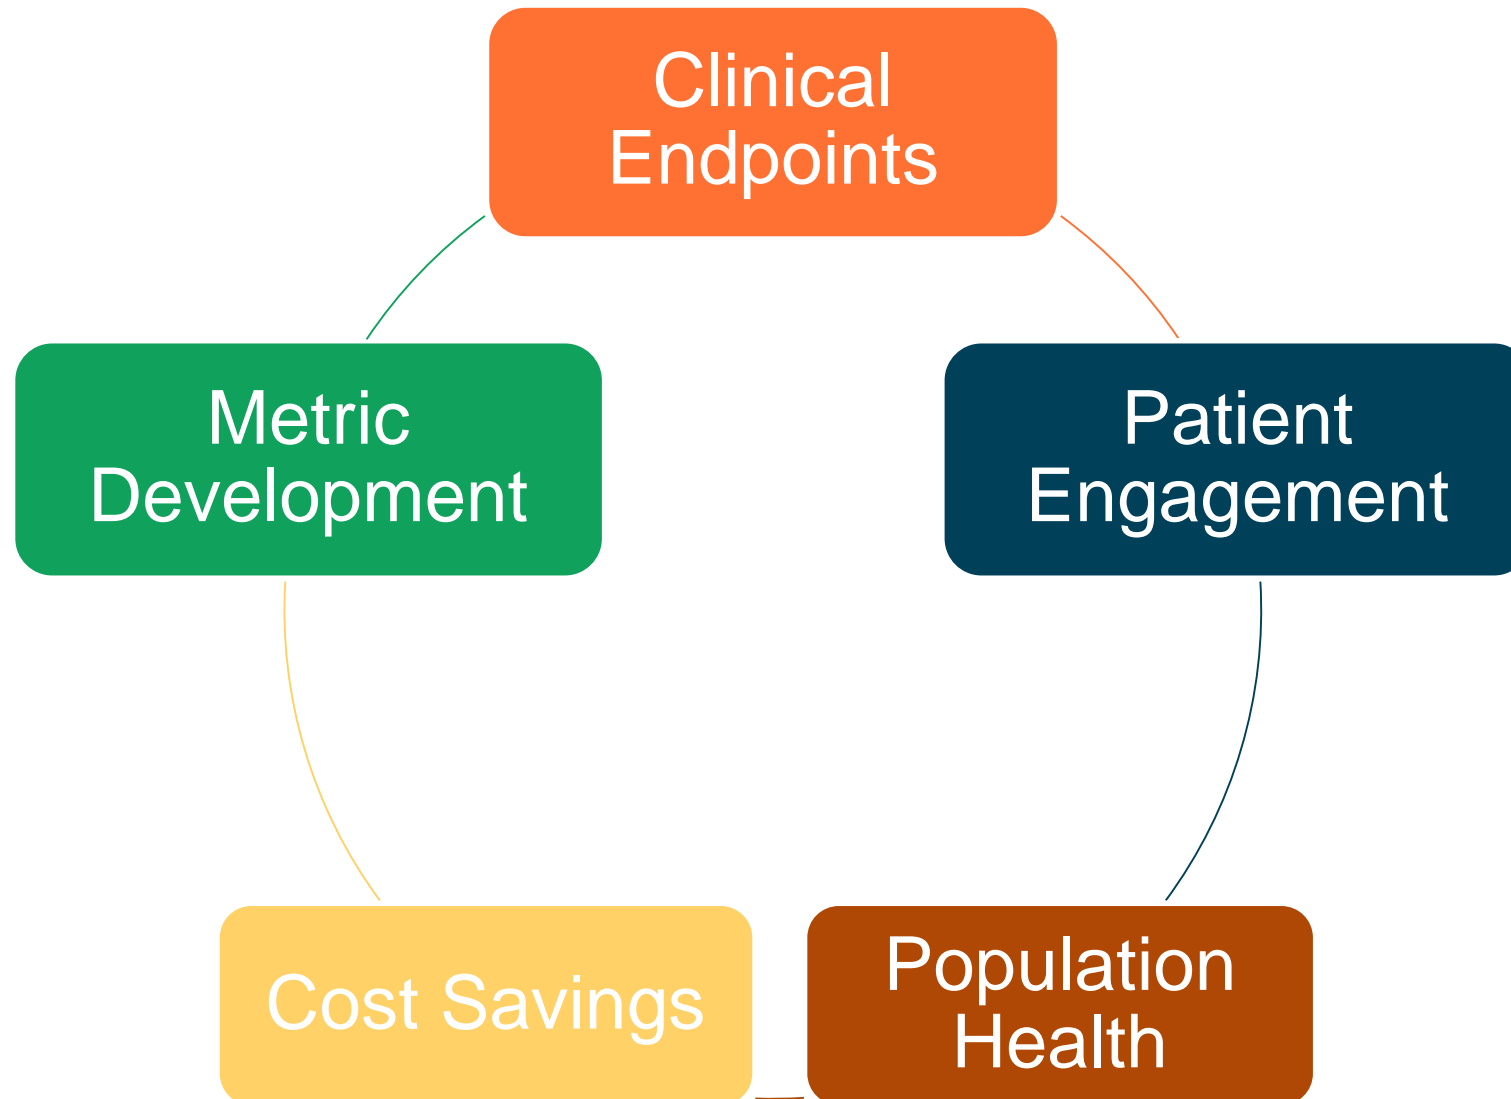 Clinical
Endpoints
Metric
Development
Patient
Engagement
Cost Savings
Population
Health